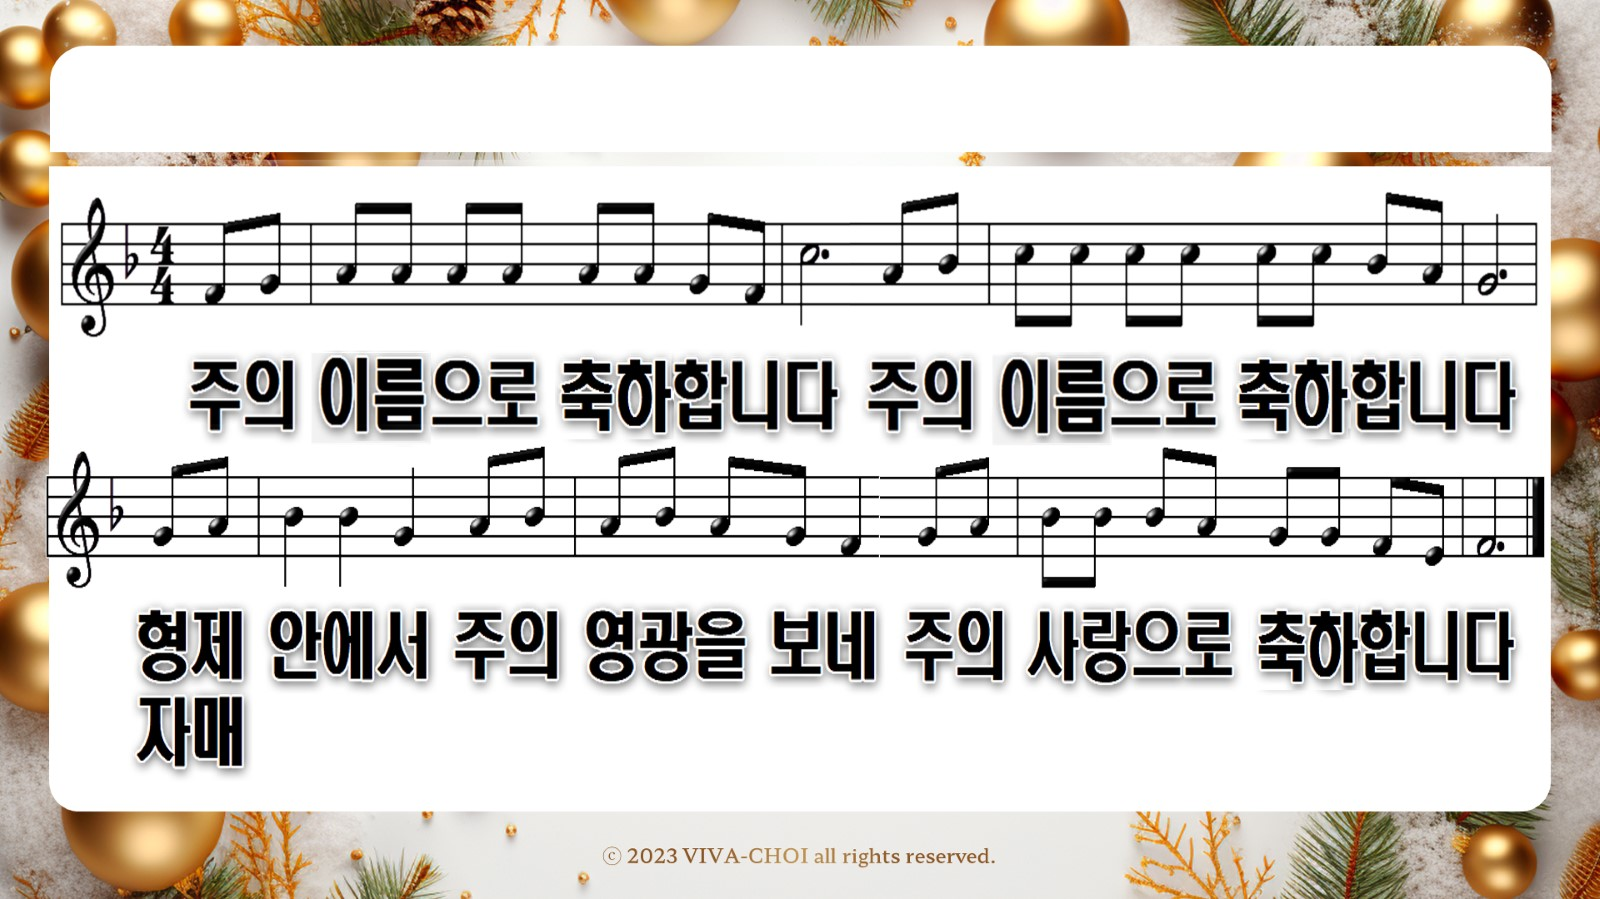 주의 이름으로 축하합니다 주의 이름으로 축하합니다
형제 안에서 주의 영광을 보네 주의 사랑으로 축하합니다
자매
ⓒ 2023 VIVA-CHOI all rights reserved.